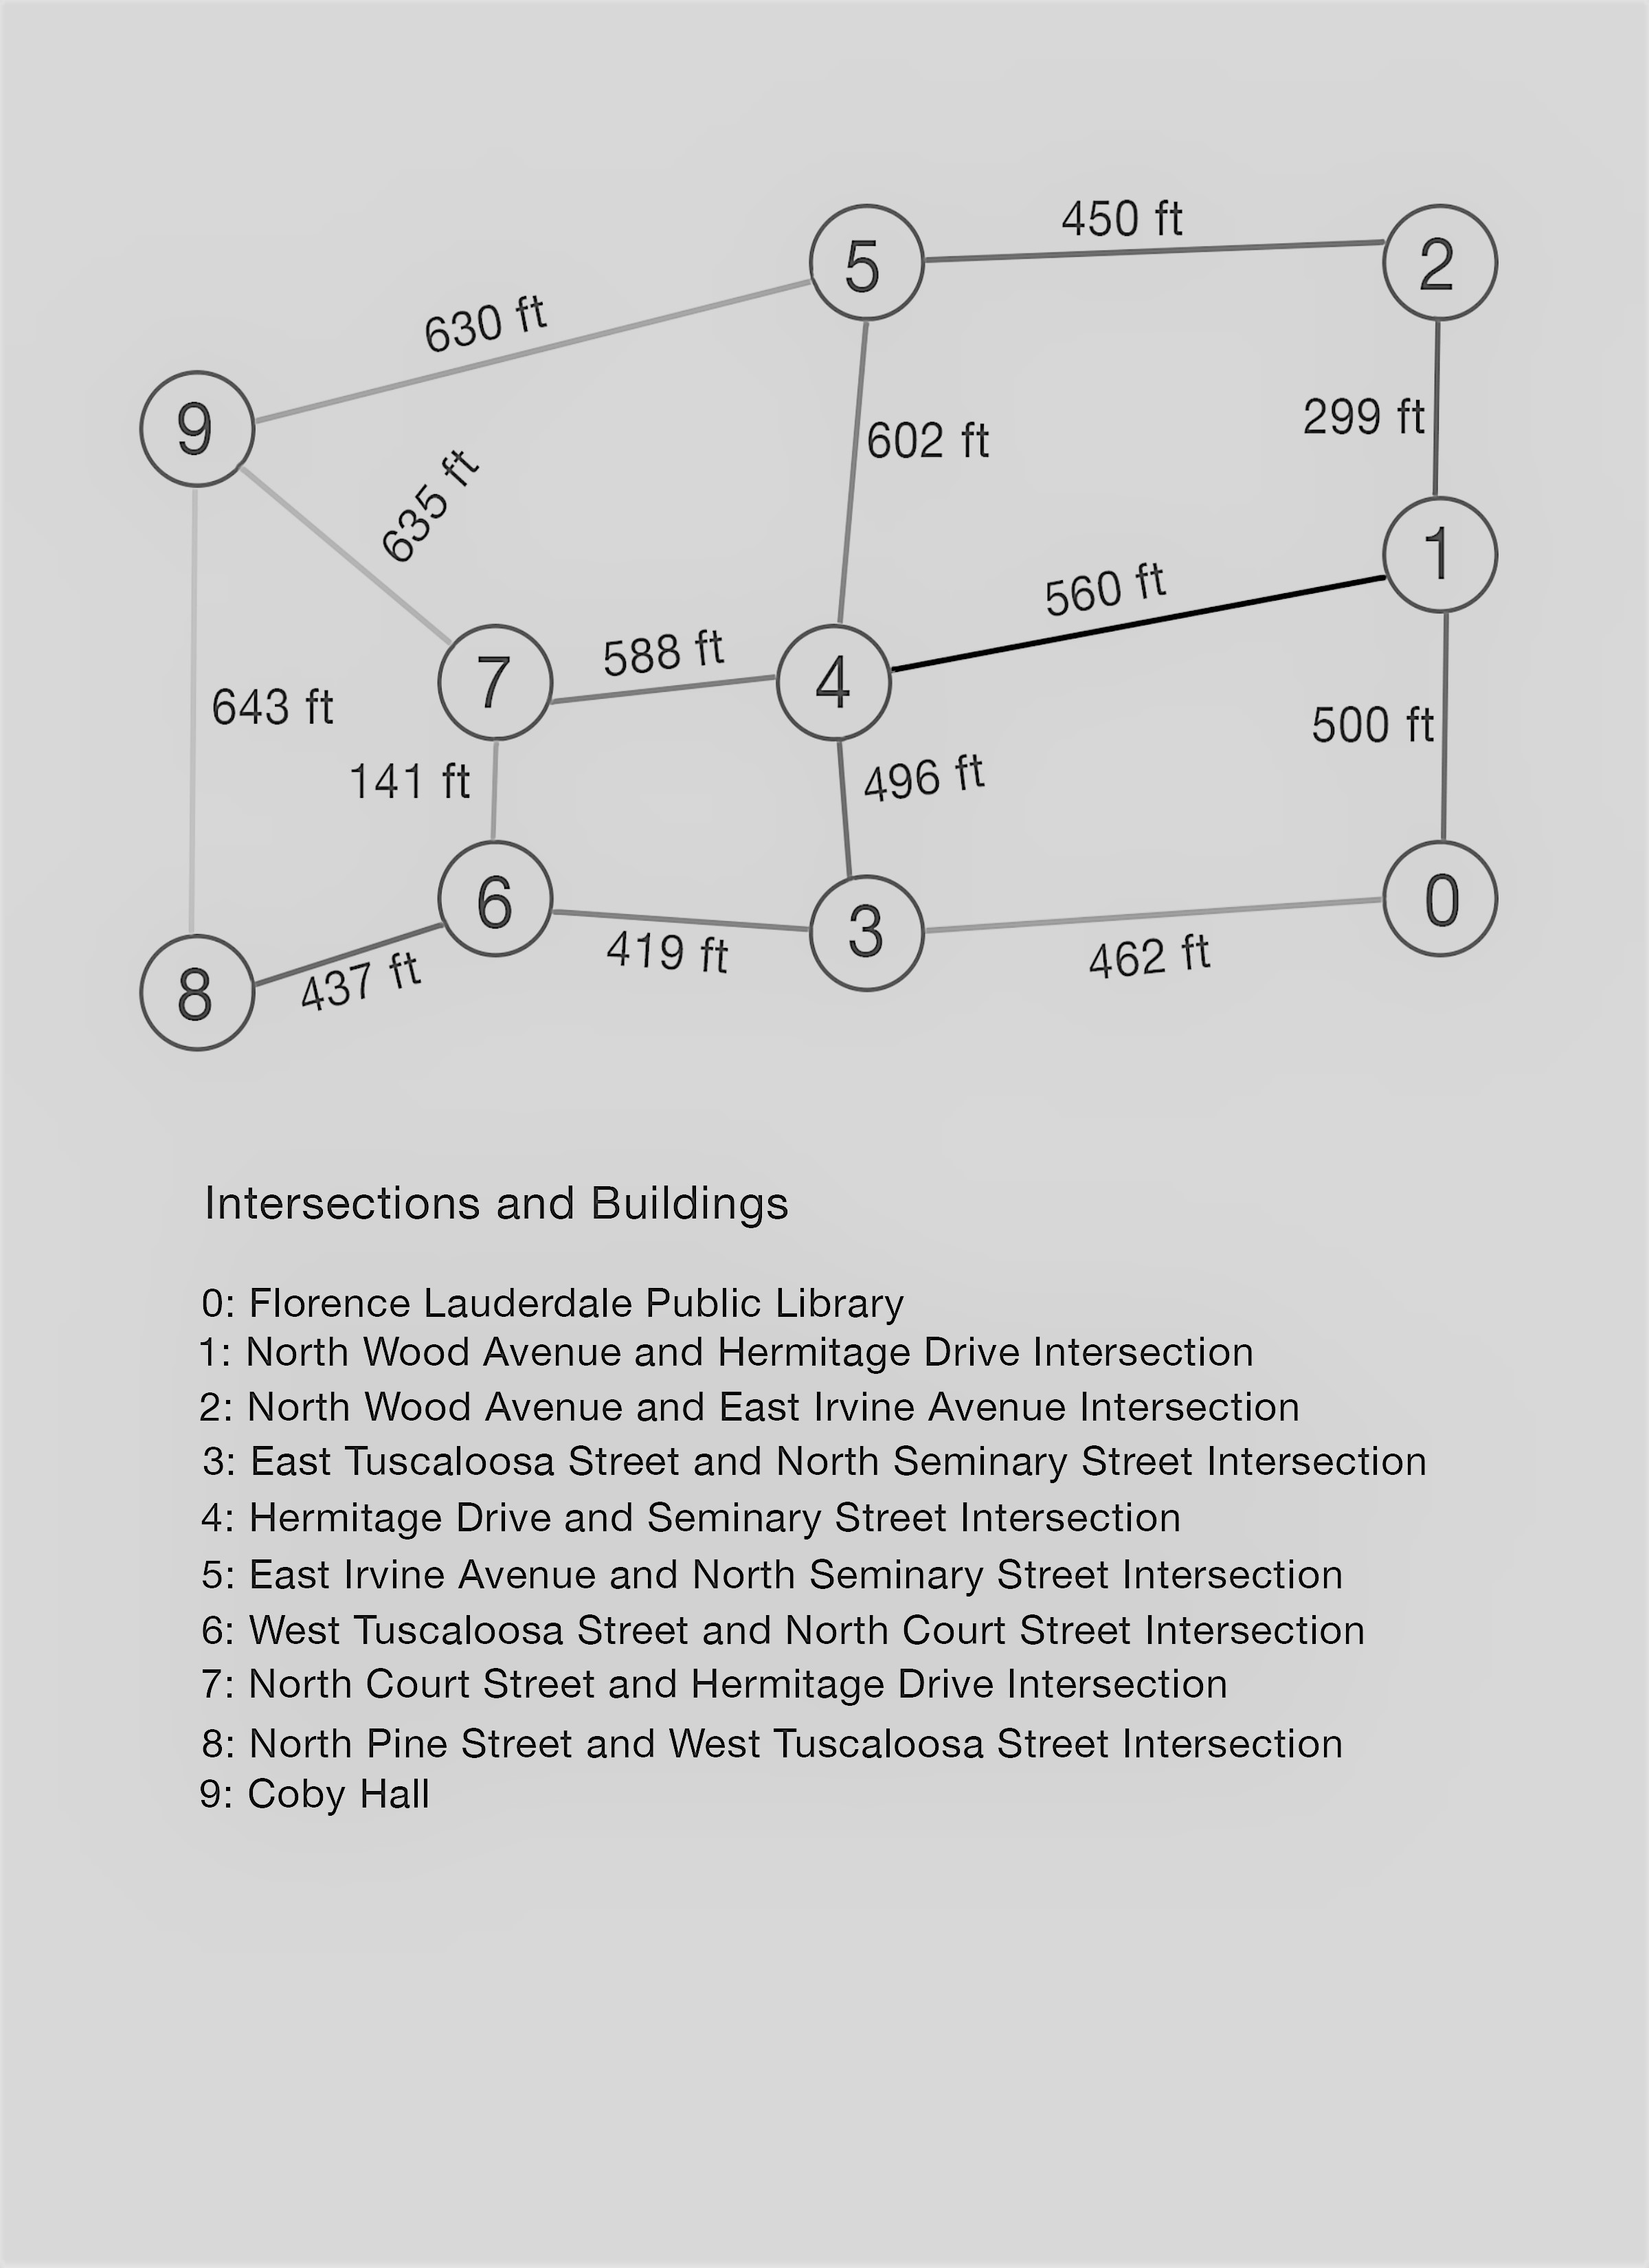 450 ft
5
2
630 ft
9
299 ft
602 ft
635 ft
1
560 ft
588 ft
7
4
643 ft
500 ft
141 ft
496 ft
6
0
3
419 ft
462 ft
437 ft
8
Intersections and Buildings
0: Florence Lauderdale Public Library
1: North Wood Avenue and Hermitage Drive Intersection
2: North Wood Avenue and East Irvine Avenue Intersection
3: East Tuscaloosa Street and North Seminary Street Intersection
4: Hermitage Drive and Seminary Street Intersection
5: East Irvine Avenue and North Seminary Street Intersection
6: West Tuscaloosa Street and North Court Street Intersection
7: North Court Street and Hermitage Drive Intersection
8: North Pine Street and West Tuscaloosa Street Intersection
9: Coby Hall